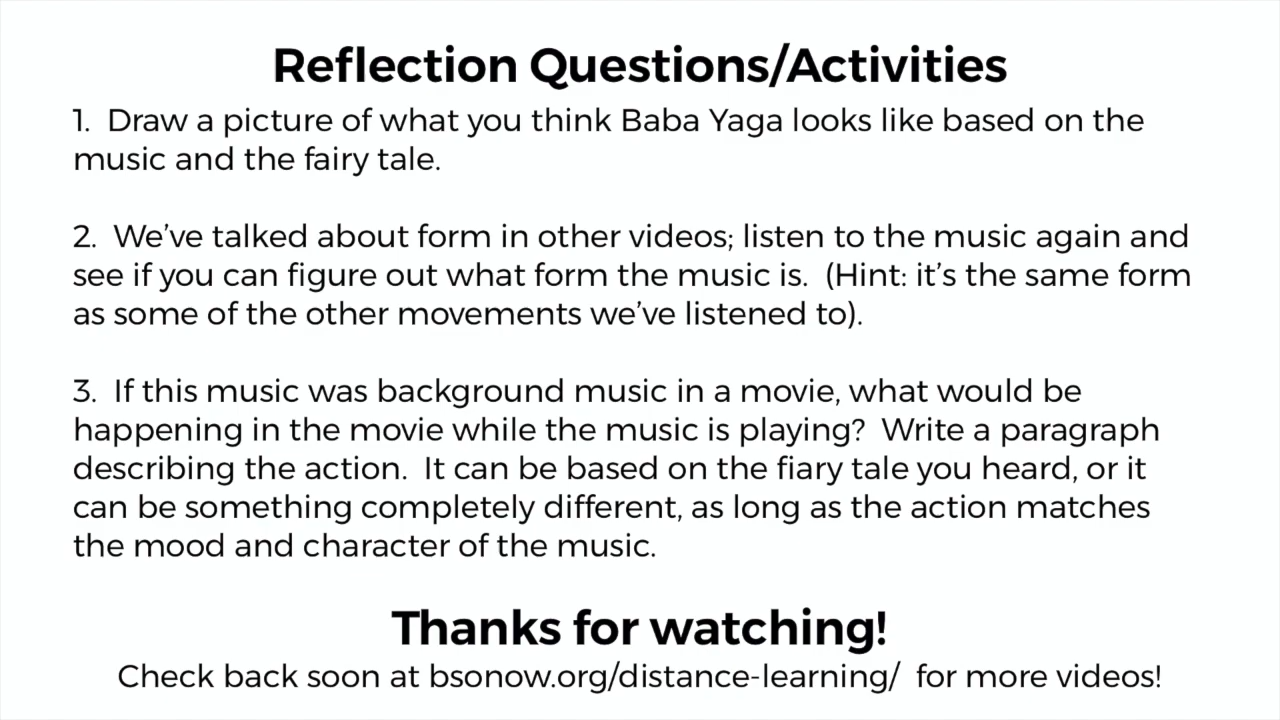 Reflection Questions/Activities
1.  Draw a picture of what you think Baba Yaga looks like based on the
music and the fairy tale.
2.  We’ve talked about form in other videos; listen to the music again and
see if you can figure out what form the music is.  (Hint: it’s the same form
as some of the other movements we’ve listened to).
3.  If this music was background music in a movie, what would be
happening in the movie while the music is playing?  Write a paragraph
describing the action.  It can be based on the fiary tale you heard, or it
can be something completely different, as long as the action matches
the mood and character of the music.
Thanks for watching!
Check back soon at bsonow.org/distance-learning/  for more videos!